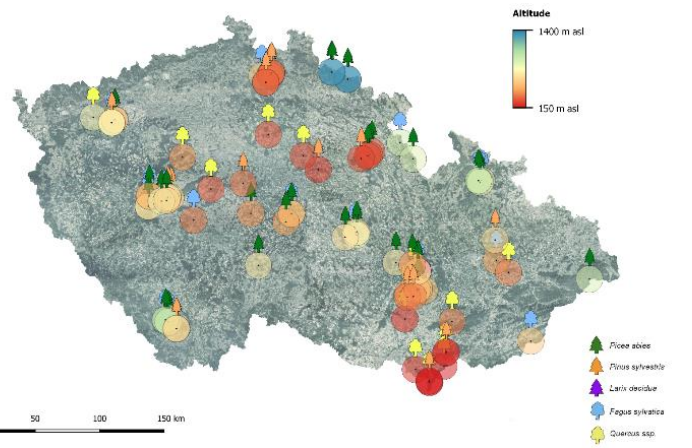 Altitude
1400 m asl
150 m asl
Picea abies
Pinus sylvestris
Larix decidua
Fagus sylvatica
Quercus ssp.
50 100 150 km